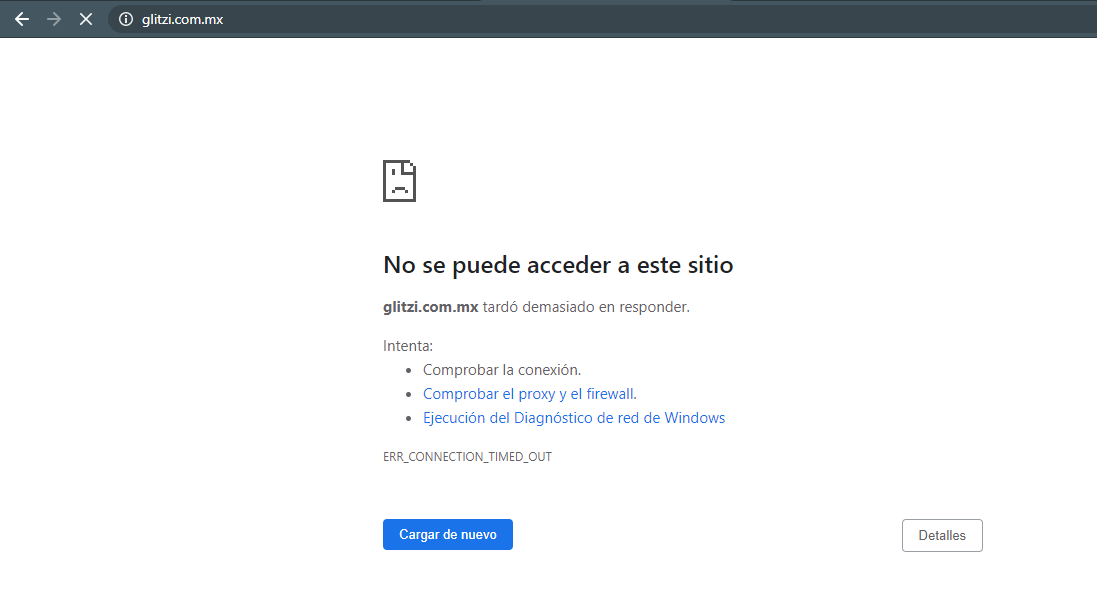 glitzi.com.mx
No se puede acceder a este sitio
glitzi.com.mx tardó demasiado en responder.
Intenta:
Comprobar la conexión.
Comprobar el proxy y el firewall.
Ejecución del Diagnóstico de red de Windows
ERR_CONNECTION_TIMED_OUT
Cargar de nuevo
Detalles